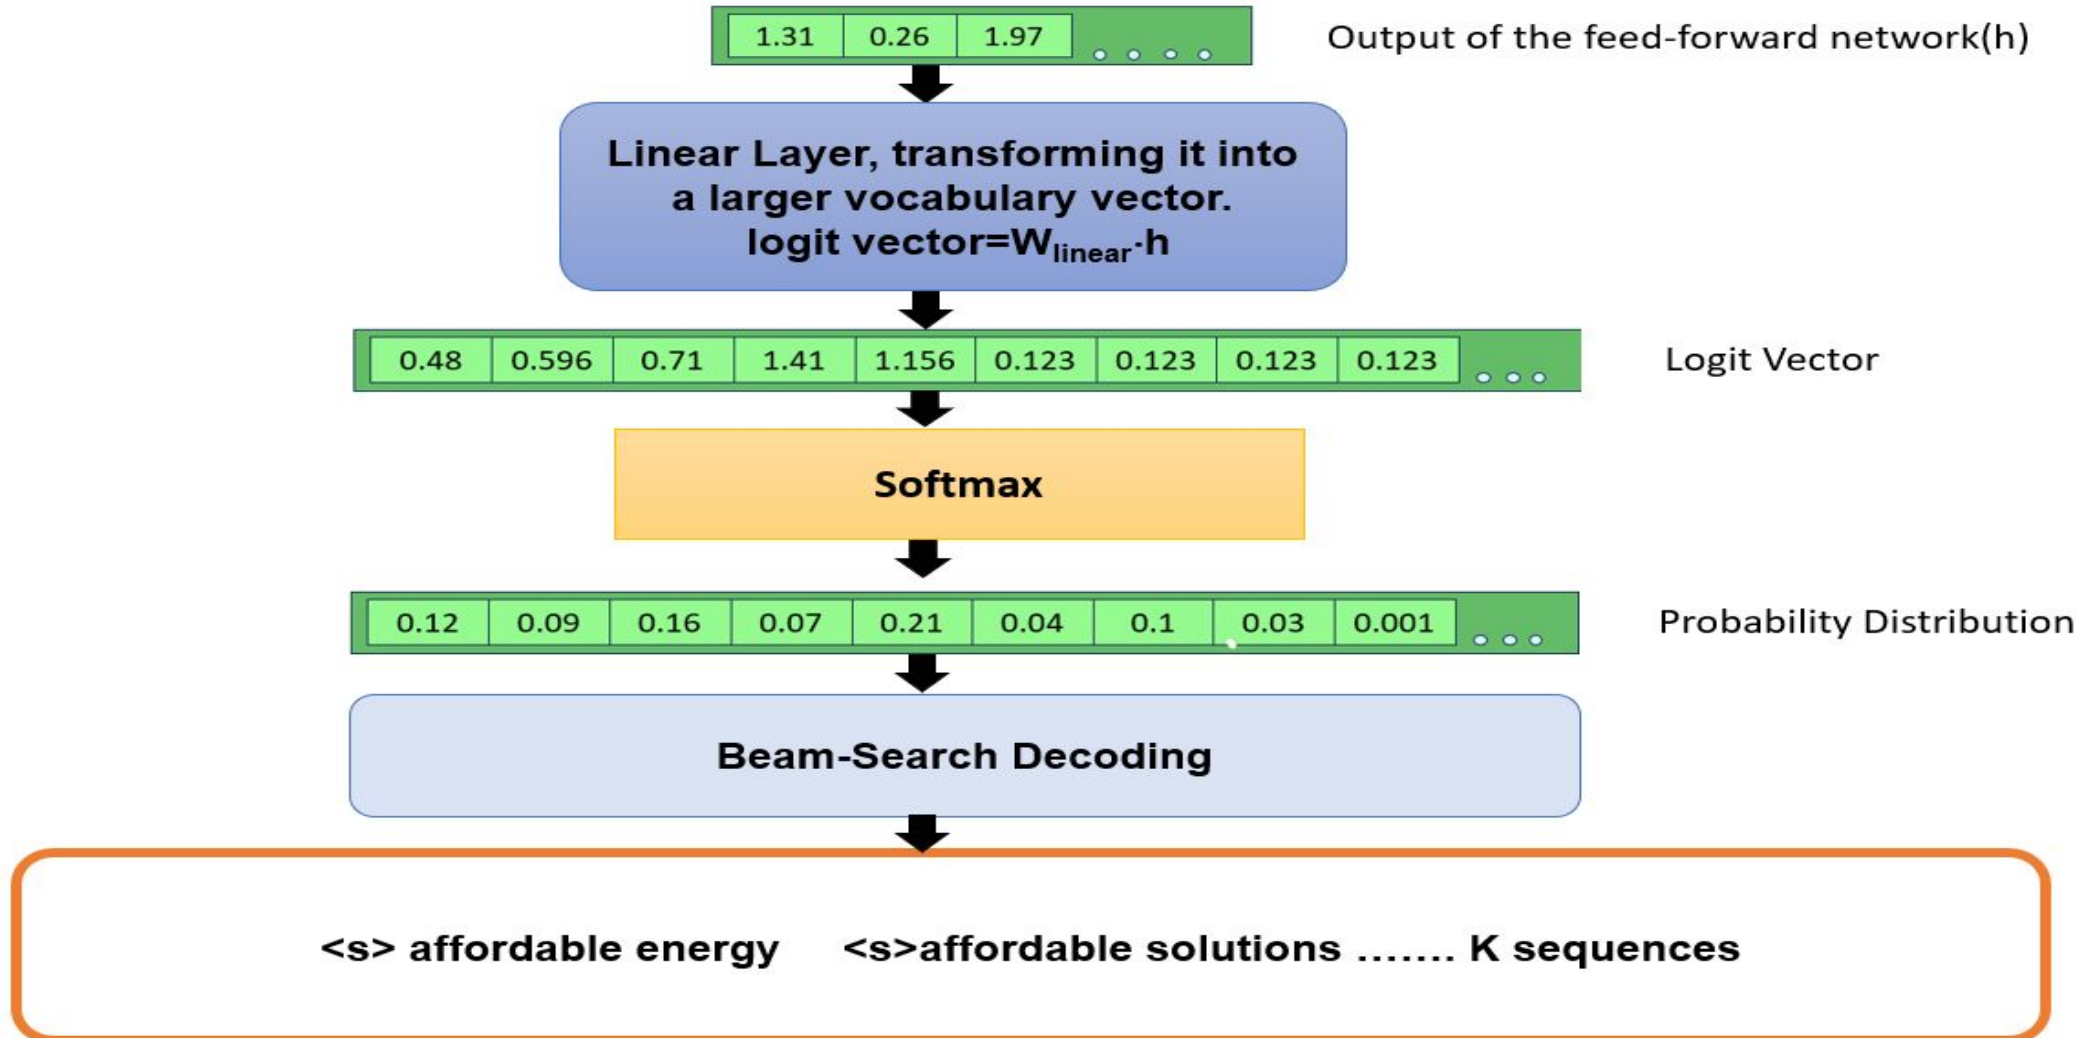 1.31 0.26 1.97 Output of the feed-forward network(h)
Linear Layer, transforming it into
a larger vocabulary vector.
logit vector=Wlinear·h
0.48 0.596 0.71 1.41 1.156 0.123 0.123 0.123 0.123 Logit Vector
Softmax
0.12 0.09 0.16 0.07 0.21 0.04 0.1 0.03 0.001 Probability Distribution
Beam-Search Decoding
<s> affordable energy <s>affordable solutions ....... K sequences